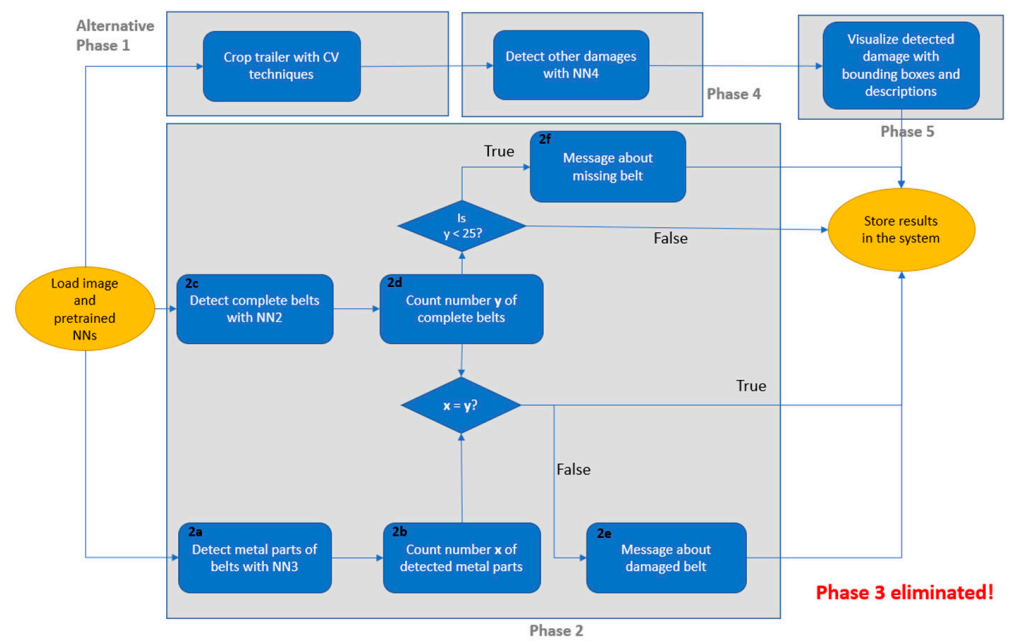 Alternative
Phase 1
Crop trailer with CV
techniques
Detect other damages
with NN4
Phase 4
Visualize detected
damage with
bounding boxes and
descriptions
Phase 5
2f
Message about
missing belt
True
Is
y < 25?
False
Store results
in the system
Load image
and
pretrained
NNs
2c
Detect complete belts
with NN2
2d
Count number y of
complete belts
x = y?
True
False
2a
Detect metal parts of
belts with NN3
2b
Count number x of
detected metal parts
2e
Message about
damaged belt
Phase 3 eliminated!
Phase 2